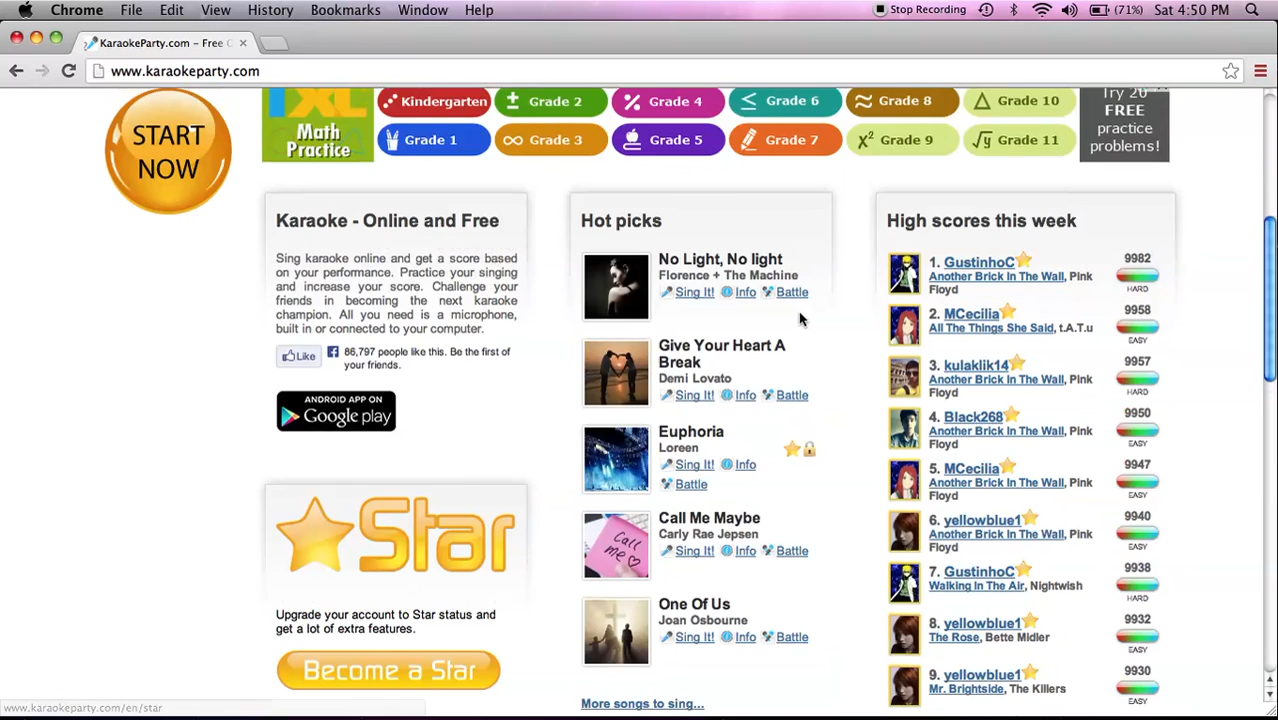 Chrome File Edit View History Bookmarks Window Help Stop Recording (71%) Sat 4:50 PM
KaraokeParty.com – Free
www.karaokeparty.com
START
NOW
Math
Practice
Kindergarten
Grade 2
Grade 4
Grade 6
Grade 8
Grade 10
Grade 1
Grade 3
Grade 5
Grade 7
x² Grade 9
√y Grade 11
Try 20
FREE
practice
problems!
Karaoke - Online and Free
Sing karaoke online and get a score based
on your performance. Practice your singing
and increase your score. Challenge your
friends in becoming the next karaoke
champion. All you need is a microphone,
built in or connected to your computer.
Like
86,797 people like this. Be the first of
your friends.
ANDROID APP ON
Google play
Star
Upgrade your account to Star status and
get a lot of extra features.
Become a Star
Hot picks
No Light, No light
Florence + The Machine
Sing It! Info Battle
Give Your Heart A
Break
Demi Lovato
Sing It! Info Battle
Euphoria
Loreen
Sing It! Info
Battle
Call me
Call Me Maybe
Carly Rae Jepsen
Sing It! Info Battle
One Of Us
Joan Osbourne
Sing It! Info Battle
More songs to sing...
High scores this week
1. GustinhoC 9982
Another Brick In The Wall, Pink
Floyd HARD
2. MCecilia 9958
All The Things She Said, t.A.T.u
EASY
3. kulaklik14 9957
Another Brick In The Wall, Pink
Floyd HARD
4. Black268 9950
Another Brick In The Wall, Pink
Floyd EASY
5. MCecilia 9947
Another Brick In The Wall, Pink
Floyd EASY
6. yellowblue1 9940
Another Brick In The Wall, Pink
Floyd EASY
7. GustinhoC 9938
Walking In The Air, Nightwish
HARD
8. yellowblue1 9932
The Rose, Bette Midler
EASY
9. yellowblue1 9930
Mr. Brightside, The Killers
EASY
www.karaokeparty.com/en/star